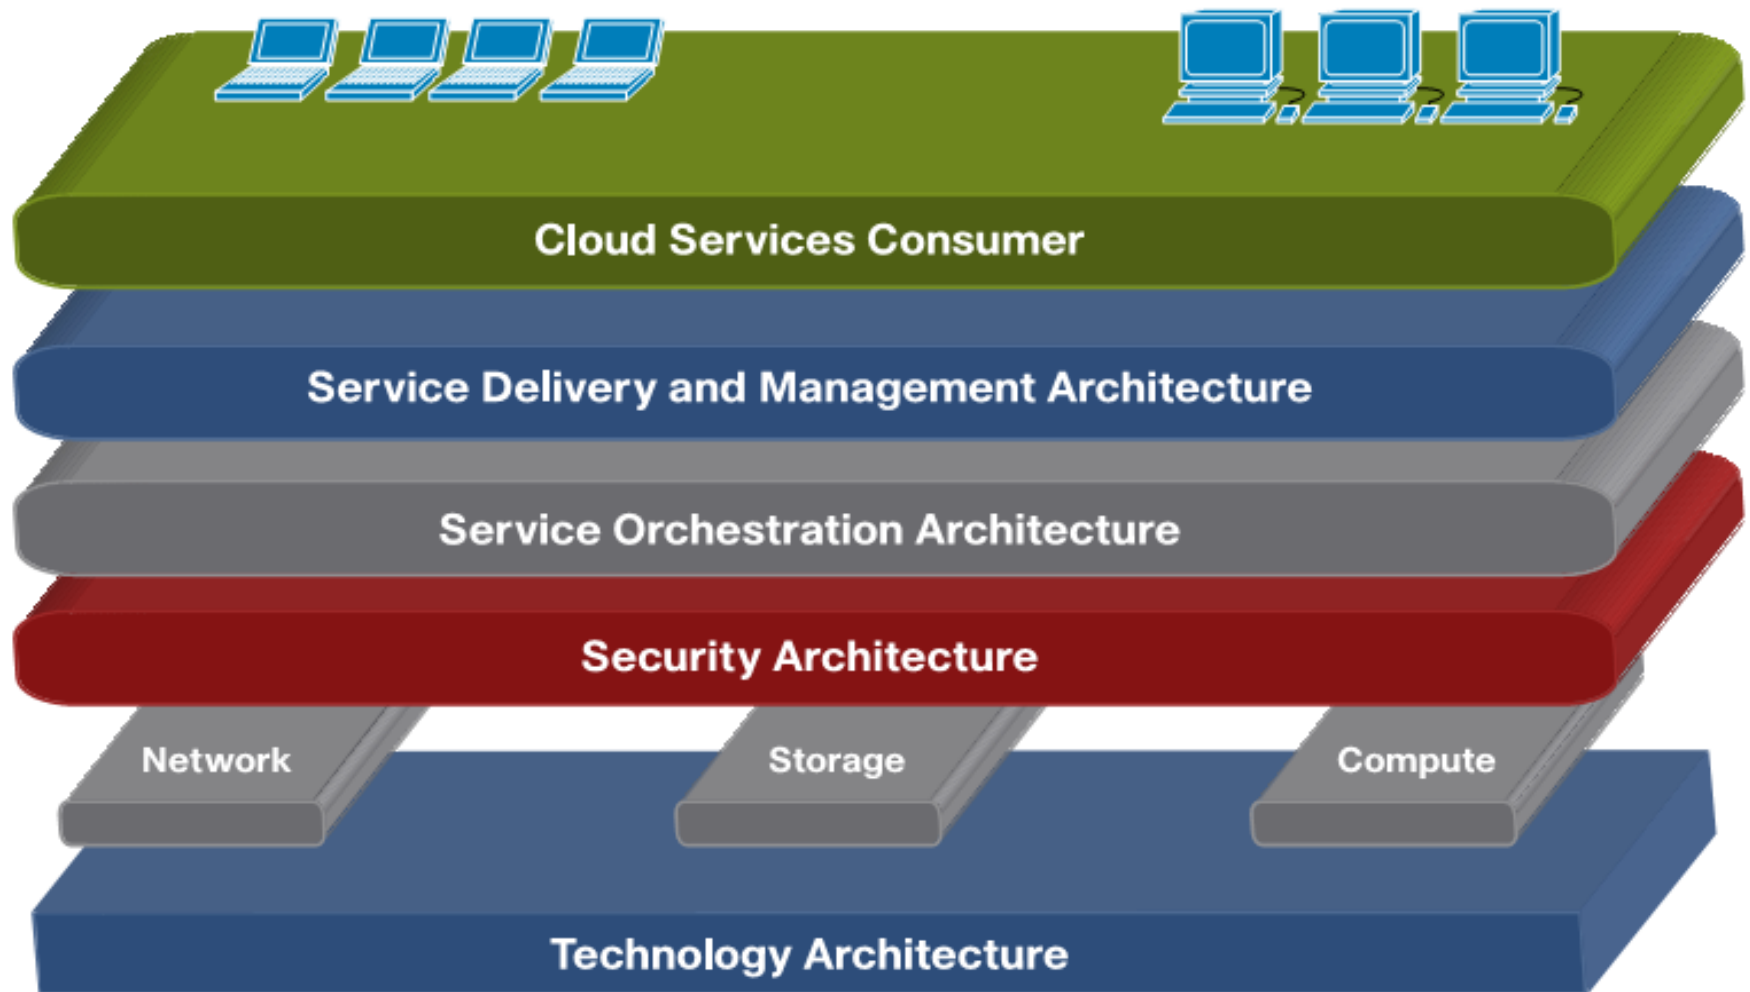 Cloud Services Consumer
Service Delivery and Management Architecture
Service Orchestration Architecture
Security Architecture
Network
Storage
Compute
Technology Architecture